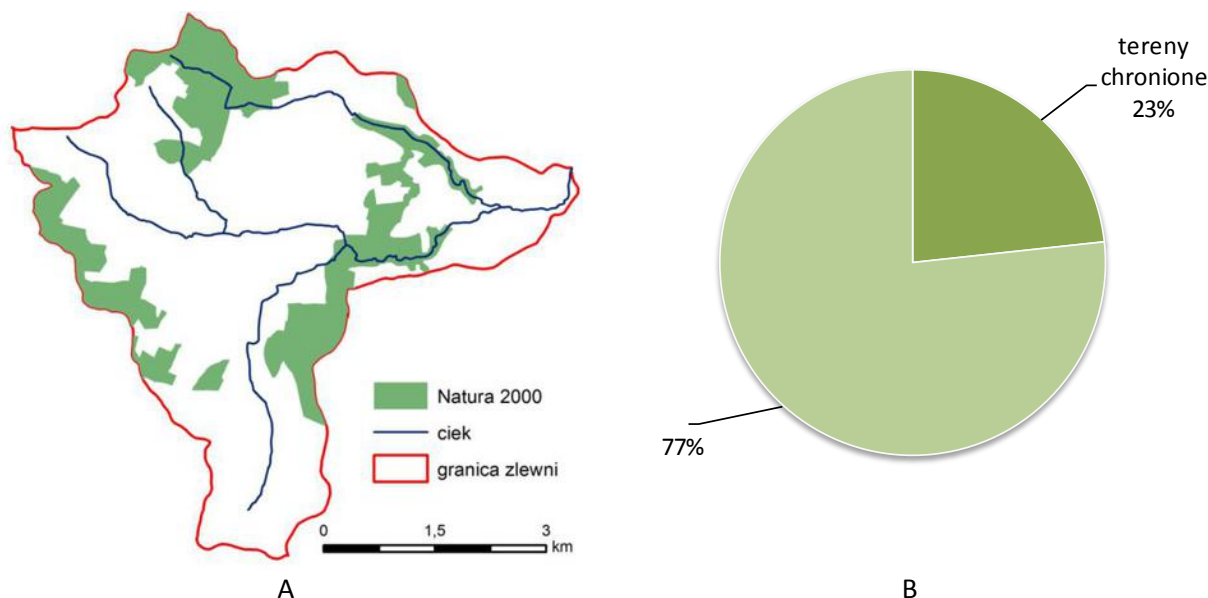 Natura 2000
ciek
granica zlewni
0
1,5
3
km
A
tereny
chronione
23%
77%
B